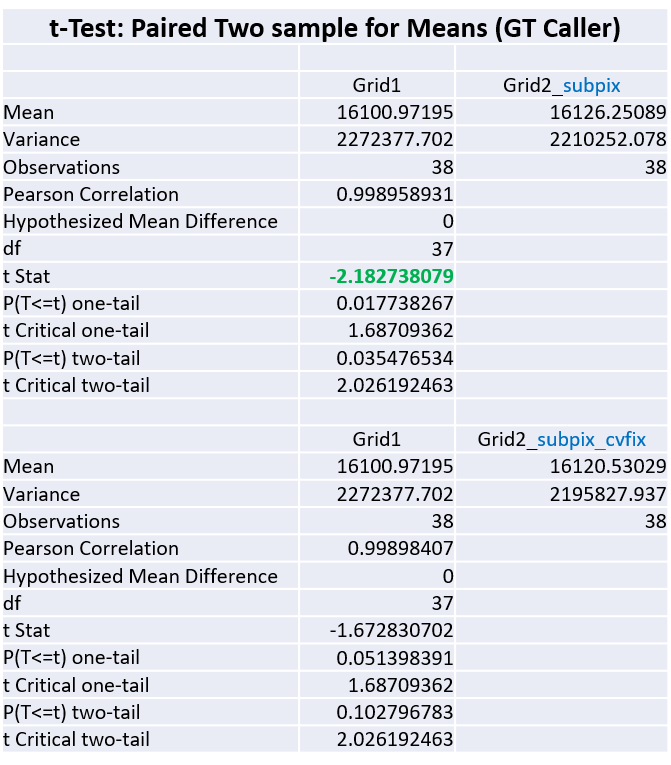 t-Test: Paired Two sample for Means (GT Caller)
Grid1 Grid2_subpix
Mean 16100.97195 16126.25089
Variance 2272377.702 2210252.078
Observations 38 38
Pearson Correlation 0.998958931
Hypothesized Mean Difference 0
df 37
t Stat -2.182738079
P(T<=t) one-tail 0.017738267
t Critical one-tail 1.68709362
P(T<=t) two-tail 0.035476534
t Critical two-tail 2.026192463
Grid1 Grid2_subpix_cvfix
Mean 16100.97195 16120.53029
Variance 2272377.702 2195827.937
Observations 38 38
Pearson Correlation 0.99898407
Hypothesized Mean Difference 0
df 37
t Stat -1.672830702
P(T<=t) one-tail 0.051398391
t Critical one-tail 1.68709362
P(T<=t) two-tail 0.102796783
t Critical two-tail 2.026192463